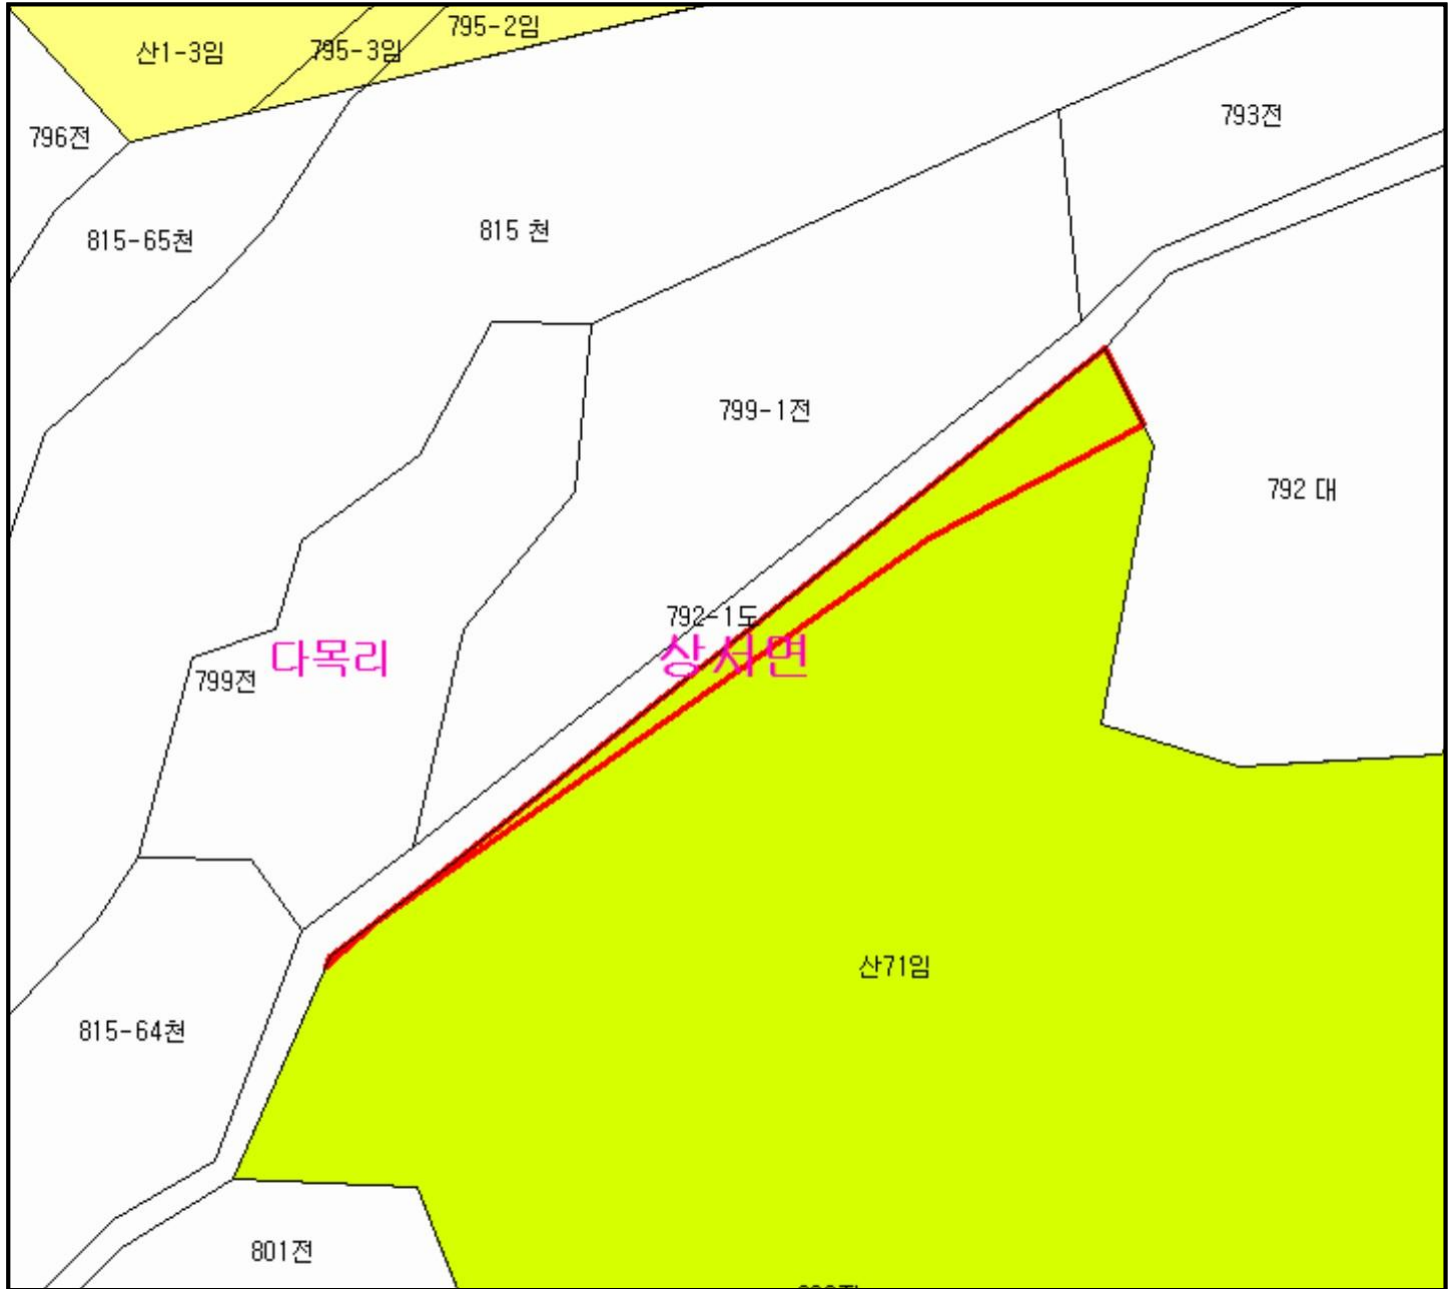 산1-3임
795-3임
795-2임
796전
793전
815-65천
815 천
799-1전
792 대
792-1도
다목리
상서면
799전
산71임
815-64천
801전